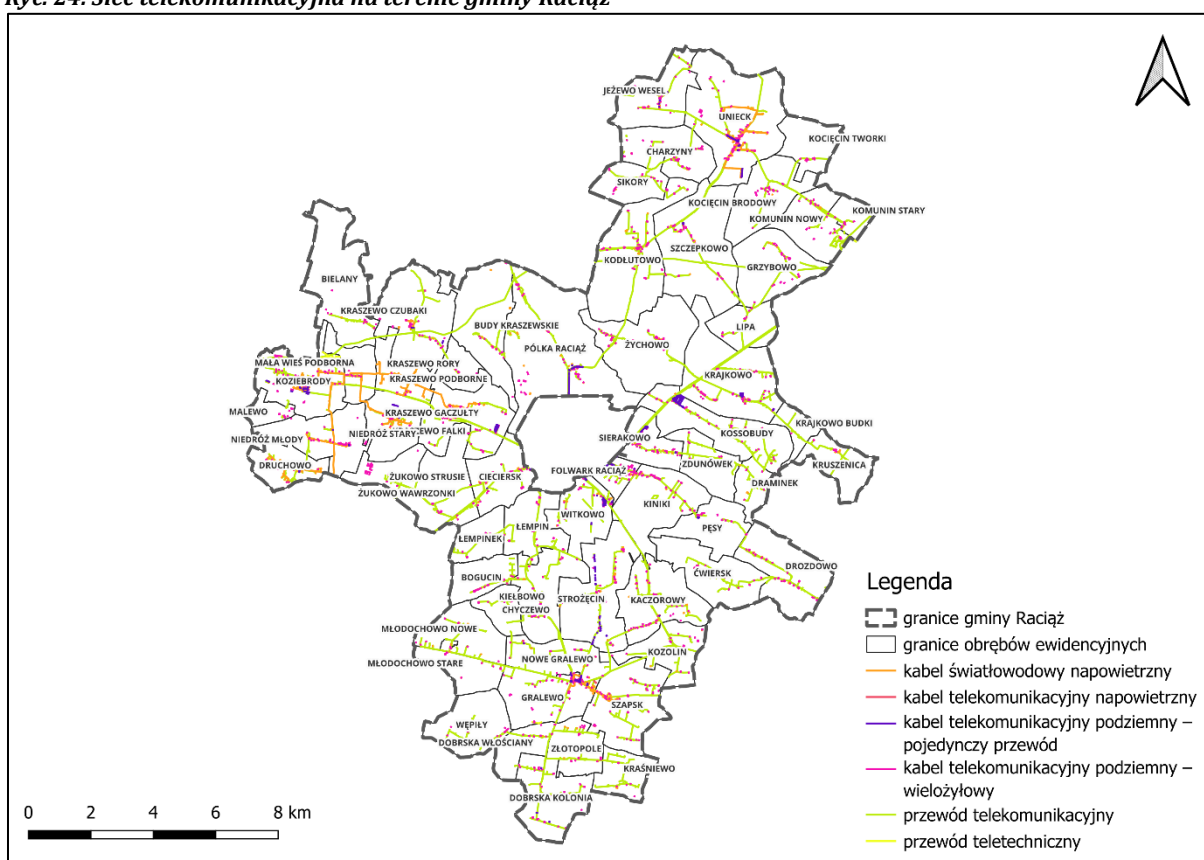 Ryc. 24. Sieć telekomunikacyjna na terenie gminy Raciąż
JEŻEWO WESEL
UNIECK
KOCIĘCIN TWORKI
CHARZYNY
SIKORY
KOCIĘCIN BRODOWY
KOMUNIN STARY
KOMUNIN NOWY
SZCZEPKOWO
KODŁUTOWO
GRZYBOWO
BIELANY
KRASZEWO CZUBAKI
BUDY KRASZEWSKIE
LIPA
PÓLKA RACIĄŻ
ŻYCHOWO
MAŁA WIEŚ PODBORNA
KRASZEWO RORY
KOZIEBRODY
KRASZEWO PODBORNE
KRAJKOWO
MALEWO
KRASZEWO GACZUŁTY
KRAJKOWO BUDKI
NIEDRÓŻ MŁODY
NIEDRÓŻ STARY
EWO FALKI
SIERAKOWO
KOSSOBUDY
DRUCHOWO
ZDUNÓWEK
KRUSZENICA
FOLWARK RACIĄŻ
ŻUKOWO STRUSIE
CIECIERSK
DRAMINEK
ŻUKOWO WAWRZONKI
KINIKI
WITKOWO
ŁEMPIN
PĘSY
ŁEMPINEK
DROZDOWO
BOGUCIN
ĆWIERSK
KIEŁBOWO
STROŻĘCIN
KACZOROWY
CHYCZEWO
MŁODOCHOWO NOWE
KOZOLIN
MŁODOCHOWO STARE
NOWE GRALEWO
GRALEWO
SZAPSK
WĘPIŁY
DOBRSKA WŁOŚCIANY
ZŁOTOPOLE
KRAŚNIEWO
DOBRSKA KOLONIA
0 2 4 6 8 km
Legenda
granice gminy Raciąż
granice obrębów ewidencyjnych
kabel światłowodowy napowietrzny
kabel telekomunikacyjny napowietrzny
kabel telekomunikacyjny podziemny –
pojedynczy przewód
kabel telekomunikacyjny podziemny –
wielożyłowy
przewód telekomunikacyjny
przewód teletechniczny